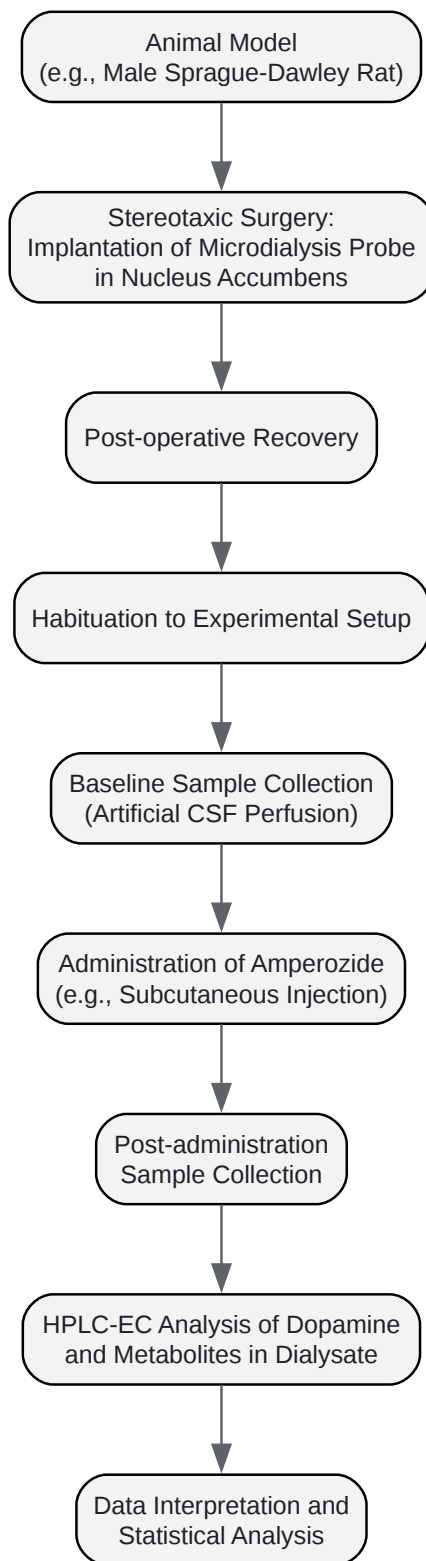 Animal Model
(e.g., Male Sprague-Dawley Rat)
Stereotaxic Surgery:
Implantation of Microdialysis Probe
in Nucleus Accumbens
Post-operative Recovery
Habituation to Experimental Setup
Baseline Sample Collection
(Artificial CSF Perfusion)
Administration of Amperozide
(e.g., Subcutaneous Injection)
Post-administration
Sample Collection
HPLC-EC Analysis of Dopamine
and Metabolites in Dialysate
Data Interpretation and
Statistical Analysis